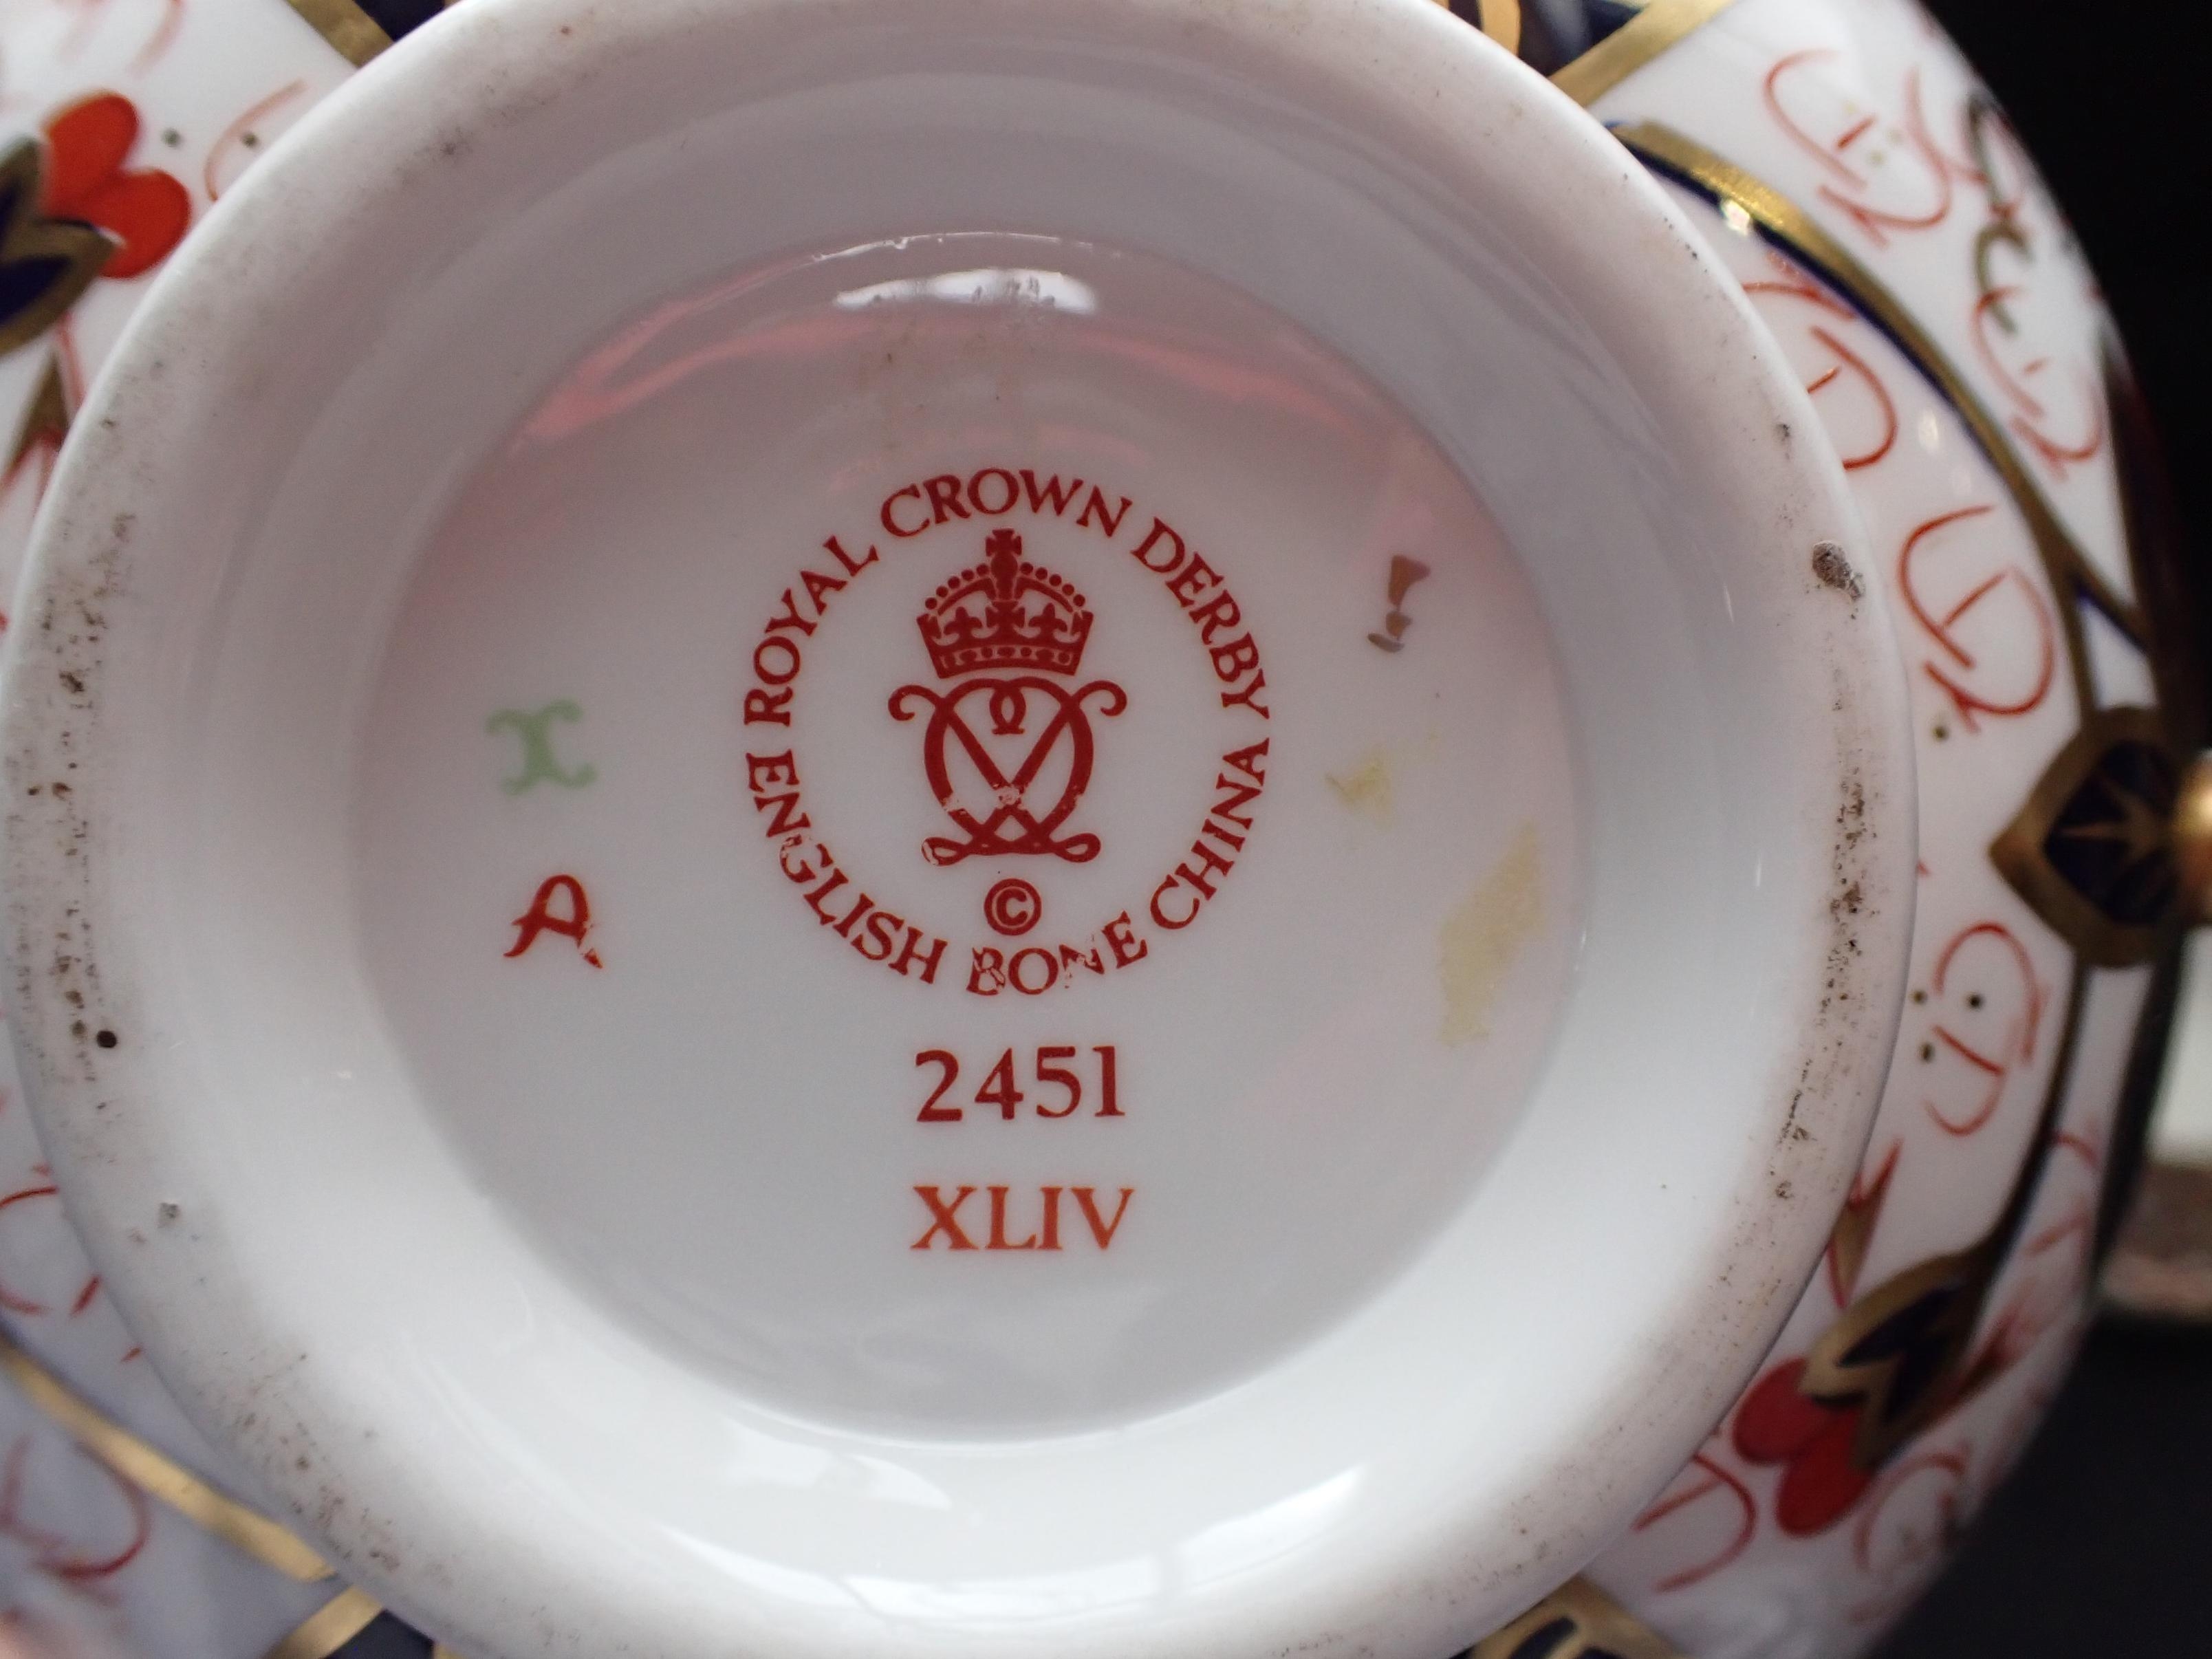 ROYAL CROWN DERBY
ENGLISH BONE CHINA
©
2451
XLIV
A